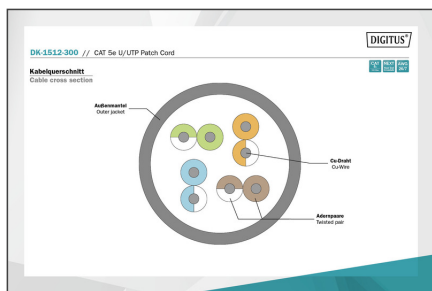 DIGITUS®
DK-1512-300 // CAT 5e U/UTP Patch Cord
Kabelquerschnitt
Cable cross section
Außenmantel
Outer jacket
Cu-Draht
Cu-Wire
Adernpaare
Twisted pair